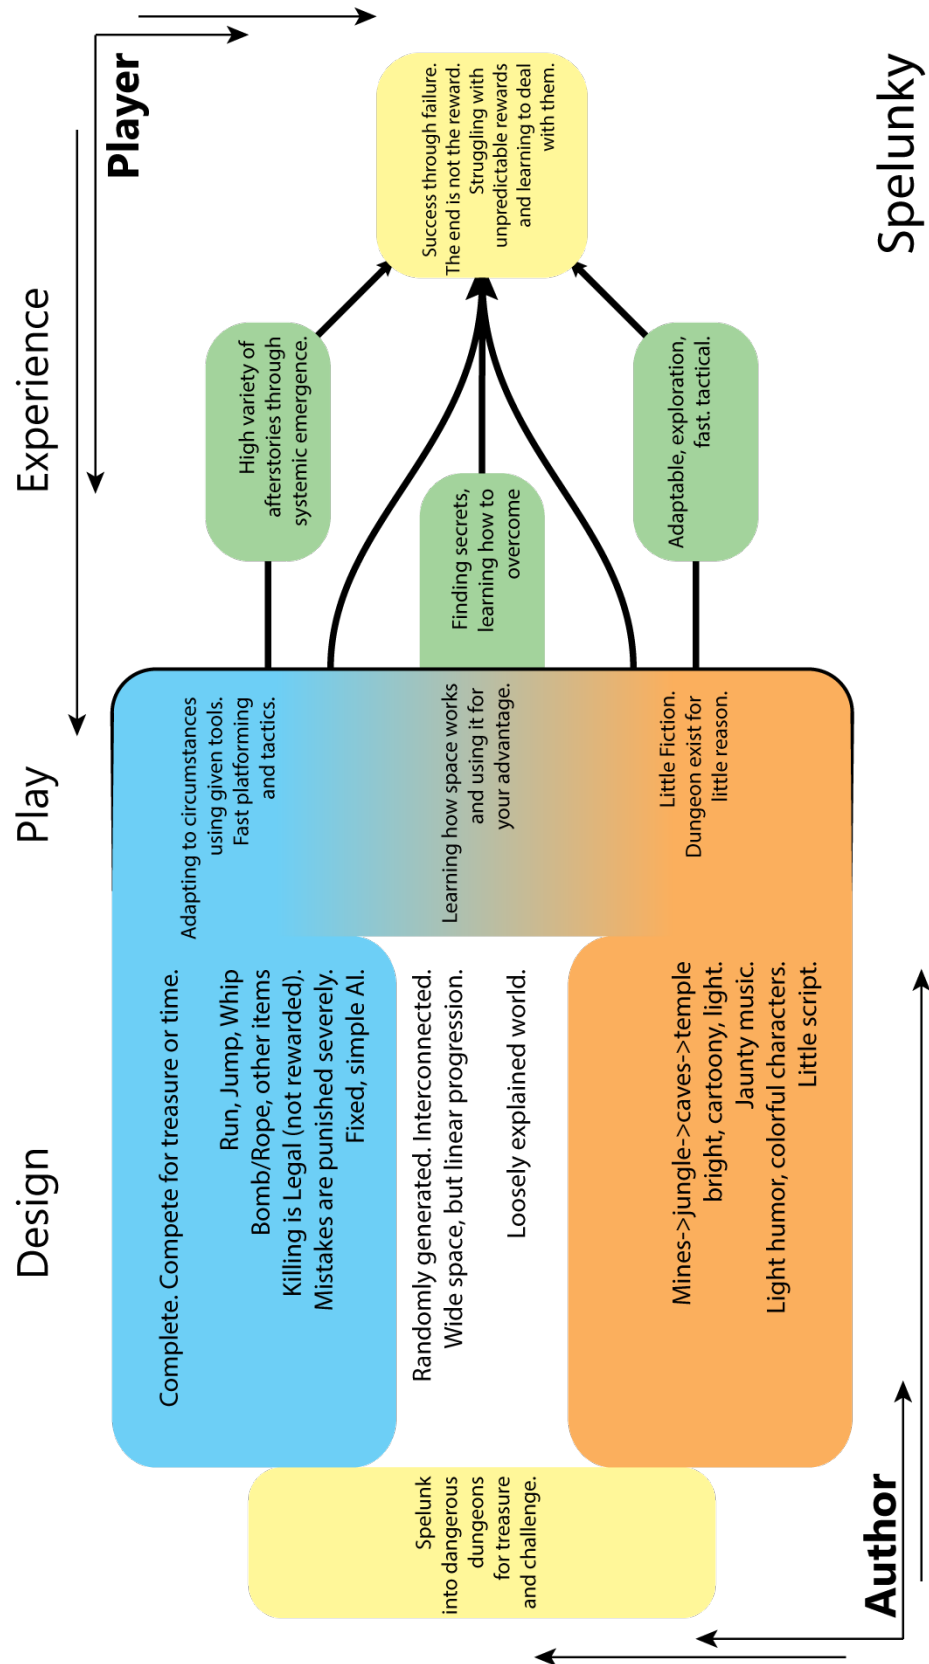 Design
Play
Experience
Player
Spelunk
into dangerous
dungeons
for treasure
and challenge.
Complete. Compete for treasure or time.
Run, Jump, Whip
Bomb/Rope, other items
Killing is Legal (not rewarded).
Mistakes are punished severely.
Fixed, simple AI.
Randomly generated. Interconnected.
Wide space, but linear progression.
Loosely explained world.
Mines->jungle->caves->temple
bright, cartoony, light.
Jaunty music.
Light humor, colorful characters.
Little script.
Adapting to circumstances
using given tools.
Fast platforming
and tactics.
Learning how space works
and using it for
your advantage.
Little Fiction.
Dungeon exist for
little reason.
High variety of
afterstories through
systemic emergence.
Finding secrets,
learning how to
overcome
Adaptable, exploration,
fast. tactical.
Success through failure.
The end is not the reward.
Struggling with
unpredictable rewards
and learning to deal
with them.
Author
Spelunky